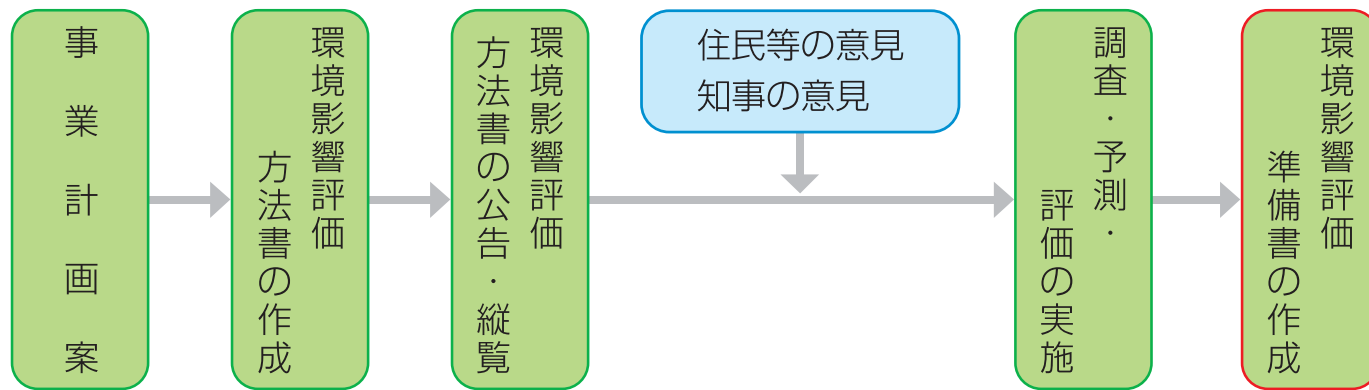 事業計画案
環境影響評価
方法書の作成
環境影響評価
方法書の公告・縦覧
住民等の意見
知事の意見
調査・予測・
評価の実施
環境影響評価
準備書の作成